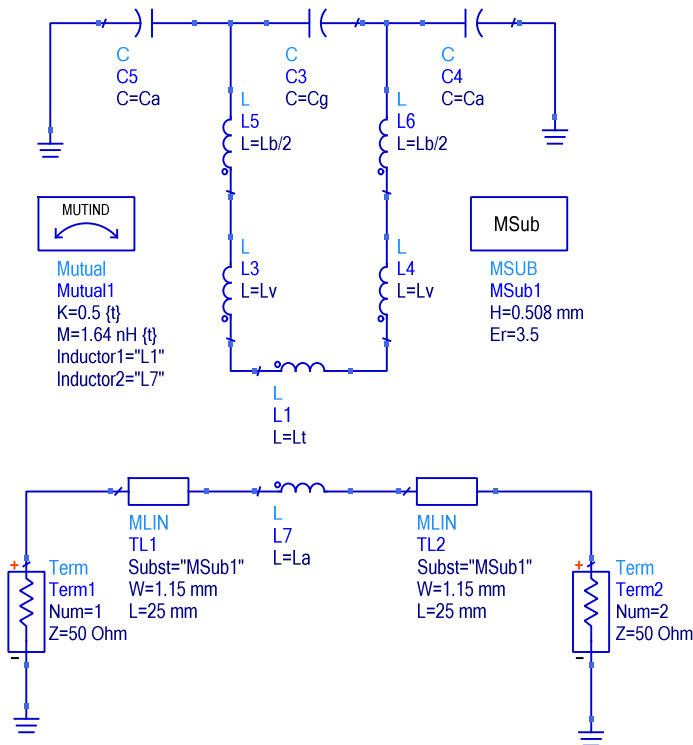 C
C5
C=Ca
C
C3
C=Cg
C
C4
C=Ca
L
L5
L=Lb/2
L
L6
L=Lb/2
MUTIND
Mutual
Mutual1
K=0.5 {t}
M=1.64 nH {t}
Inductor1="L1"
Inductor2="L7"
L
L3
L=Lv
L
L4
L=Lv
MSub
MSUB
MSub1
H=0.508 mm
Er=3.5
L
L1
L=Lt
MLIN
TL1
Subst="MSub1"
W=1.15 mm
L=25 mm
L
L7
L=La
MLIN
TL2
Subst="MSub1"
W=1.15 mm
L=25 mm
+
Term
Term1
Num=1
Z=50 Ohm
-
+
Term
Term2
Num=2
Z=50 Ohm
-